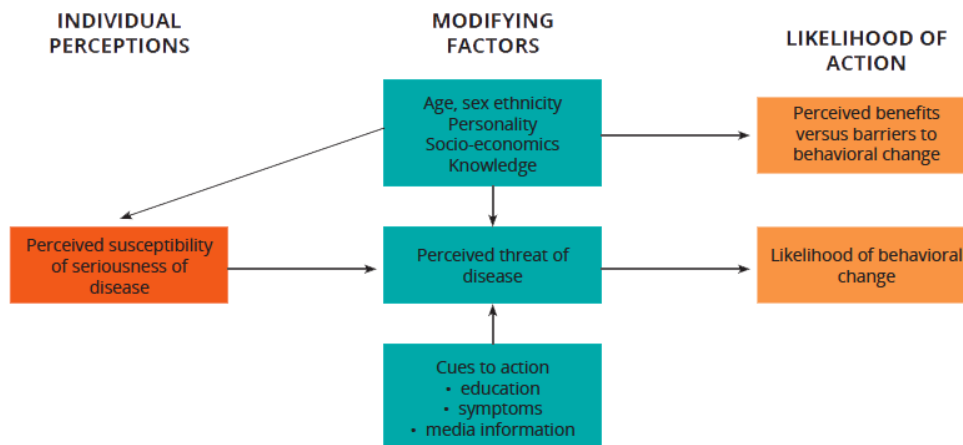 INDIVIDUAL
PERCEPTIONS
MODIFYING
FACTORS
LIKELIHOOD OF
ACTION
Age, sex ethnicity
Personality
Socio-economics
Knowledge
Perceived benefits
versus barriers to
behavioral change
Perceived susceptibility
of seriousness of
disease
Perceived threat of
disease
Likelihood of behavioral
change
Cues to action
• education
• symptoms
• media information